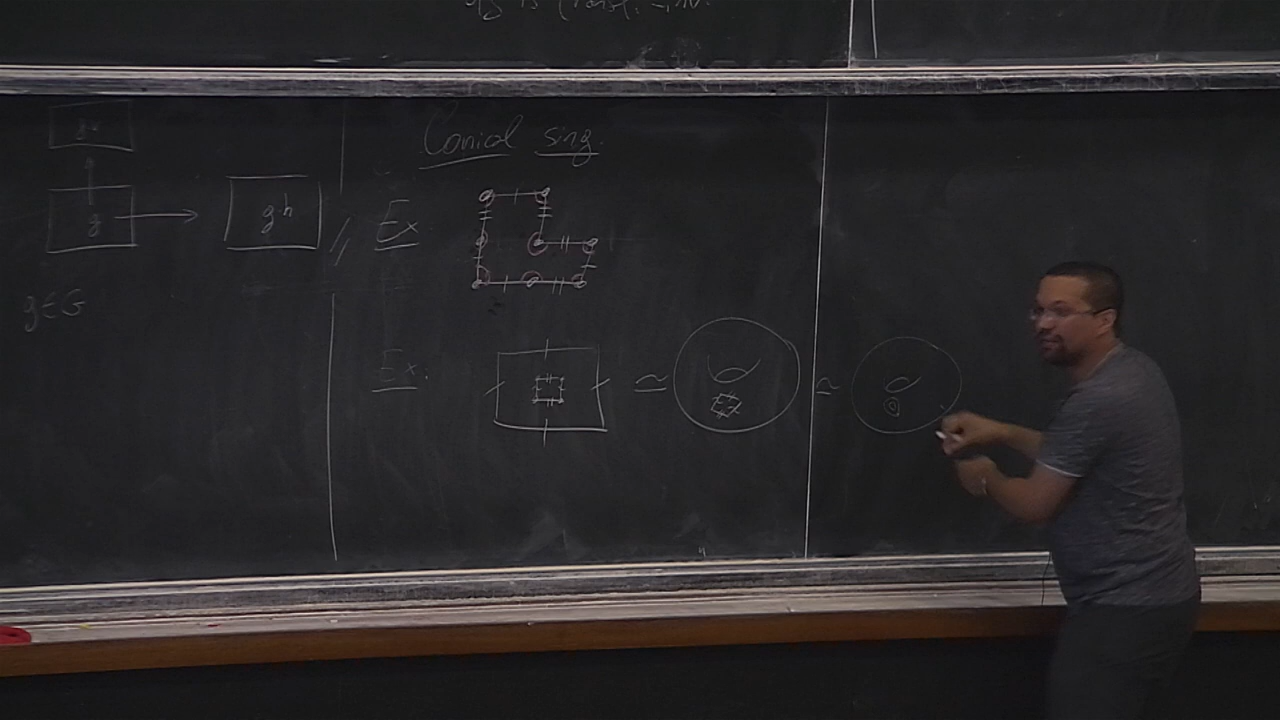 g
gh
g∈G
Conical sing.
Ex.
Ex.
≃
≃